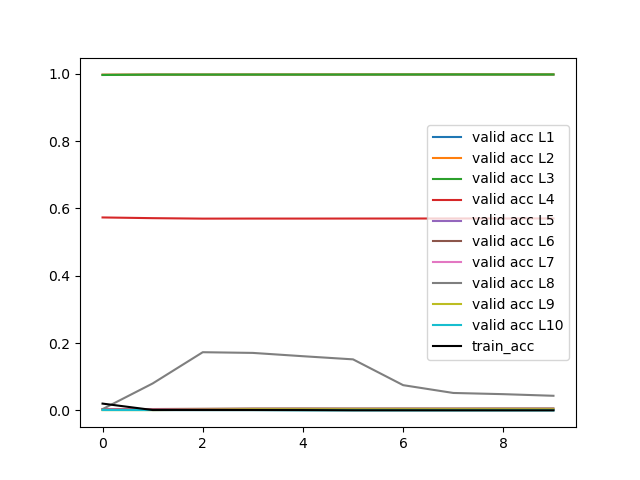 1.0
0.8
0.6
0.4
0.2
0.0
0 2 4 6 8
valid acc L1
valid acc L2
valid acc L3
valid acc L4
valid acc L5
valid acc L6
valid acc L7
valid acc L8
valid acc L9
valid acc L10
train_acc